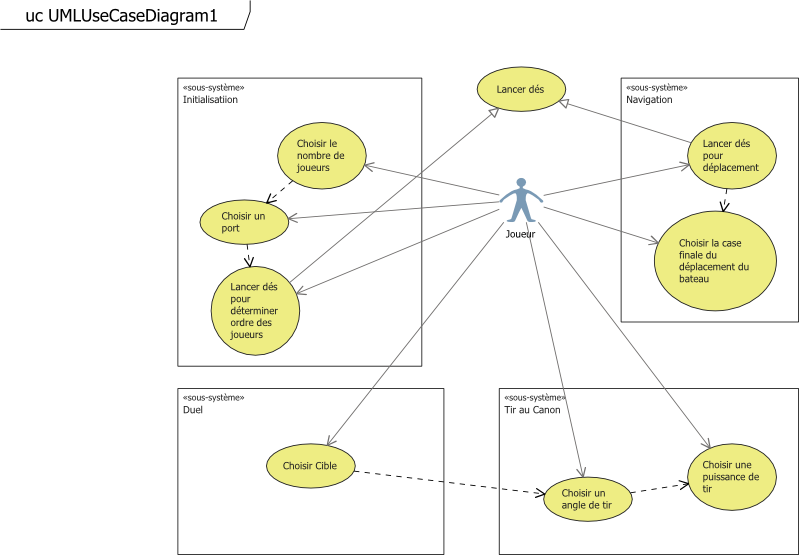 uc UMLUseCaseDiagram1
«sous-système»
Initialisatiion
Lancer dés
«sous-système»
Navigation
Choisir le
nombre de
joueurs
Lancer dés
pour
déplacement
Choisir un
port
Joueur
Choisir la case
finale du
déplacement du
bateau
Lancer dés
pour
déterminer
ordre des
joueurs
«sous-système»
Duel
«sous-système»
Tir au Canon
Choisir Cible
Choisir un
angle de tir
Choisir une
puissance de
tir